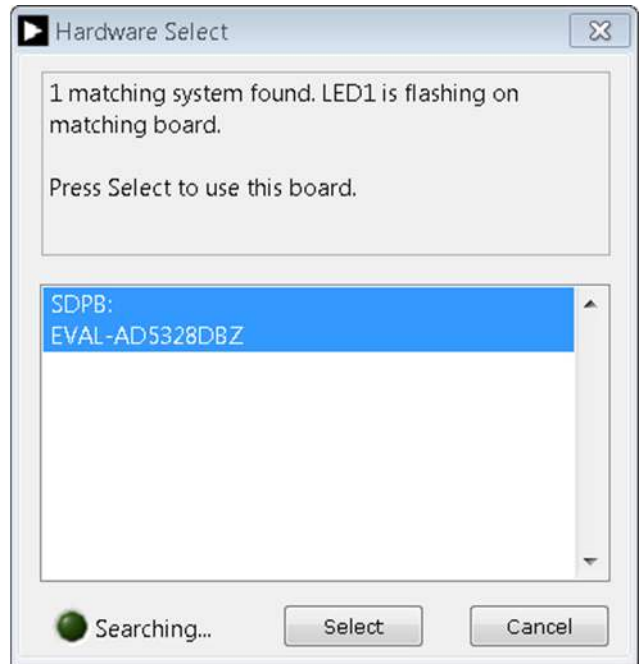 Hardware Select
1 matching system found. LED1 is flashing on
matching board.
Press Select to use this board.
SDPB:
EVAL-AD5328DBZ
Searching...
Select
Cancel